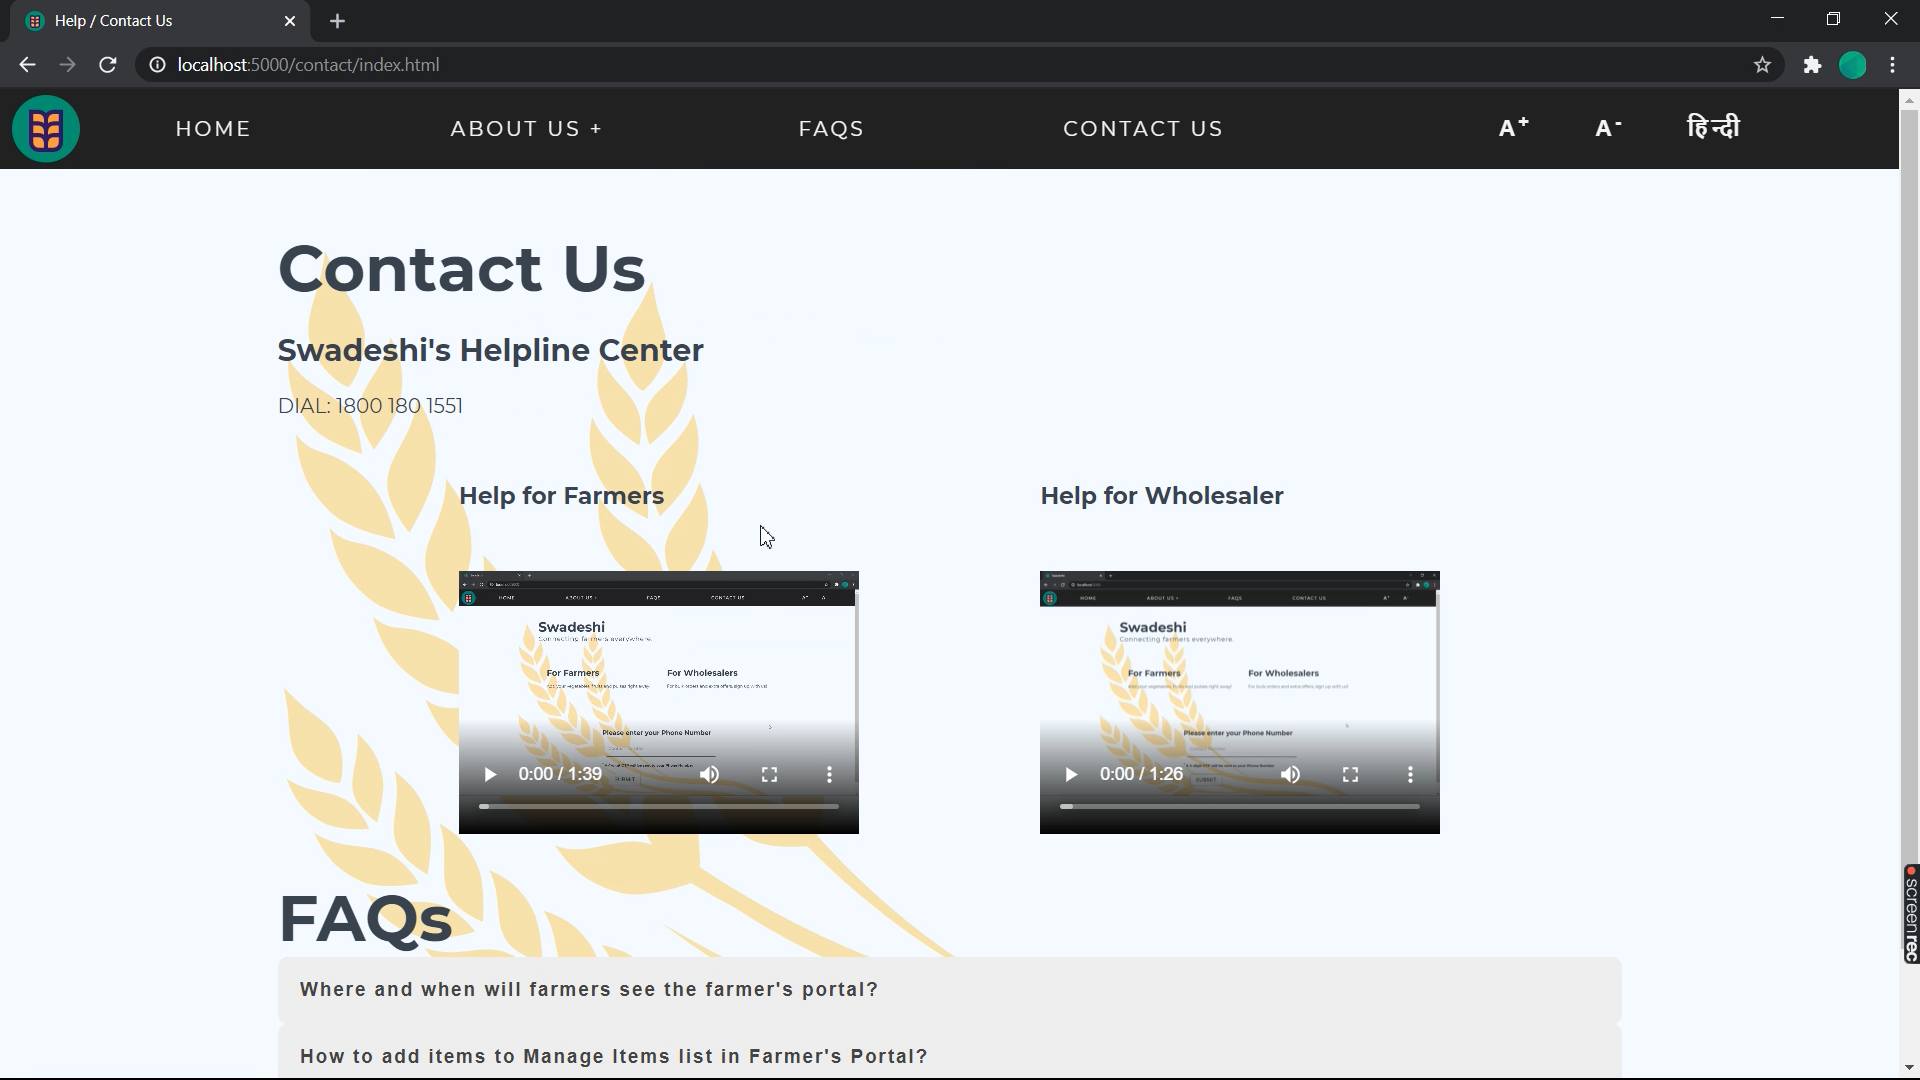 Help / Contact Us
localhost:5000/contact/index.html
HOME
ABOUT US +
FAQS
CONTACT US
A+
A-
हिन्दी
Contact Us
Swadeshi's Helpline Center
DIAL: 1800 180 1551
Help for Farmers
Help for Wholesaler
HOME ABOUT US + FAQS CONTACT US A+
Swadeshi
Connecting farmers everywhere.
For Farmers For Wholesalers
Please enter your Phone Number
SUBMIT
0:00 / 1:39
HOME ABOUT US + FAQS CONTACT US A+ A-
Swadeshi
Connecting farmers everywhere.
For Farmers For Wholesalers
Please enter your Phone Number
SUBMIT
0:00 / 1:26
FAQs
Where and when will farmers see the farmer's portal?
How to add items to Manage Items list in Farmer's Portal?
screenrec